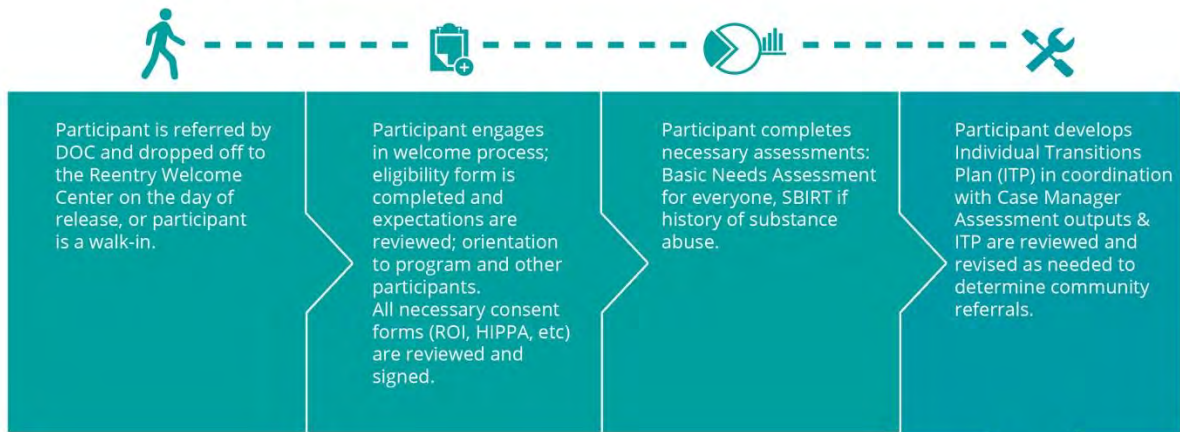 Participant is referred by
DOC and dropped off to
the Reentry Welcome
Center on the day of
release, or participant
is a walk-in.
Participant engages
in welcome process;
eligibility form is
completed and
expectations are
reviewed; orientation
to program and other
participants.
All necessary consent
forms (ROI, HIPPA, etc)
are reviewed and
signed.
Participant completes
necessary assessments:
Basic Needs Assessment
for everyone, SBIRT if
history of substance
abuse.
Participant develops
Individual Transitions
Plan (ITP) in coordination
with Case Manager
Assessment outputs &
ITP are reviewed and
revised as needed to
determine community
referrals.